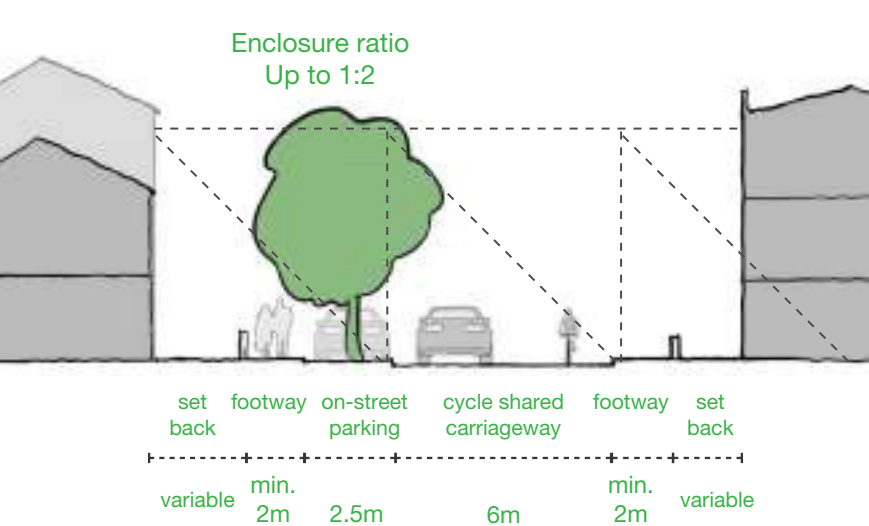 Enclosure ratio
Up to 1:2
set back
footway
on-street parking
cycle shared carriageway
footway
set back
variable
min. 2m
2.5m
6m
min. 2m
variable